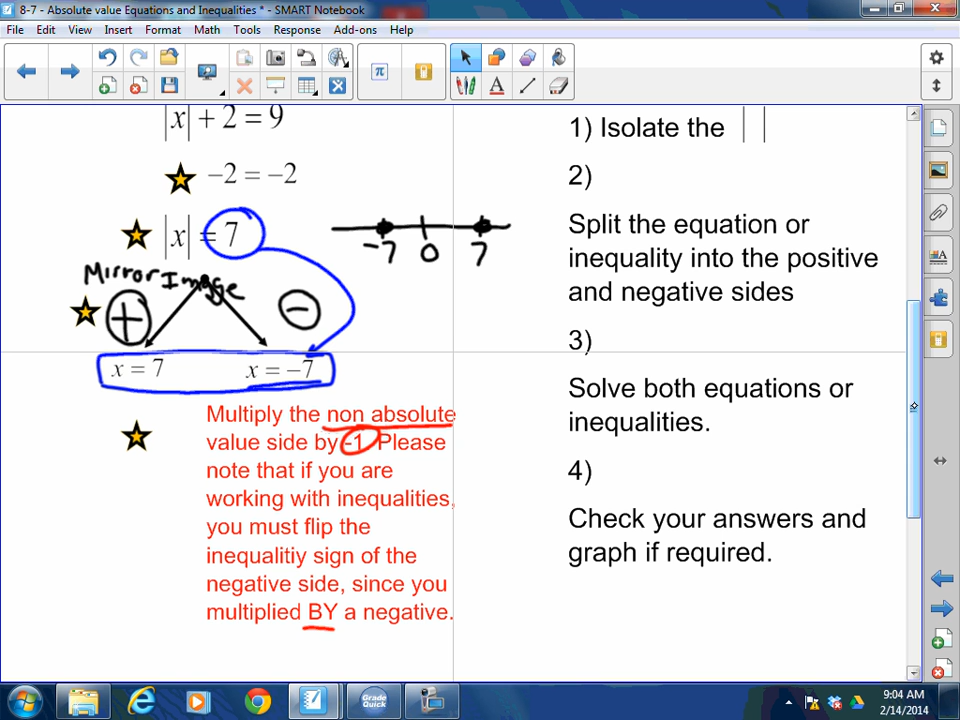 8-7 - Absolute value Equations and Inequalities * - SMART Notebook
File Edit View Insert Format Math Tools Response Add-ons Help
|x| + 2 = 9
−2 = −2
|x| = 7
-7 0 7
Mirror Image
+ −
x = 7 x = −7
Multiply the non absolute
value side by -1. Please
note that if you are
working with inequalities,
you must flip the
inequalitiy sign of the
negative side, since you
multiplied BY a negative.
1) Isolate the | |
2)
Split the equation or
inequality into the positive
and negative sides
3)
Solve both equations or
inequalities.
4)
Check your answers and
graph if required.
Grade
Quick
9:04 AM
2/14/2014